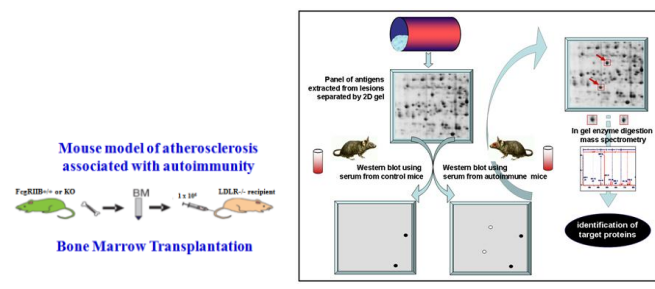 Mouse model of atherosclerosis
associated with autoimmunity
FcgRIIB+/+ or KO
BM
1 x 10⁶
LDLR-/- recipient
Bone Marrow Transplantation
Panel of antigens
extracted from lesions
separated by 2D gel
Western blot using
serum from control mice
Western blot using
serum from autoimmune mice
In gel enzyme digestion
mass spectrometry
identification of
target proteins